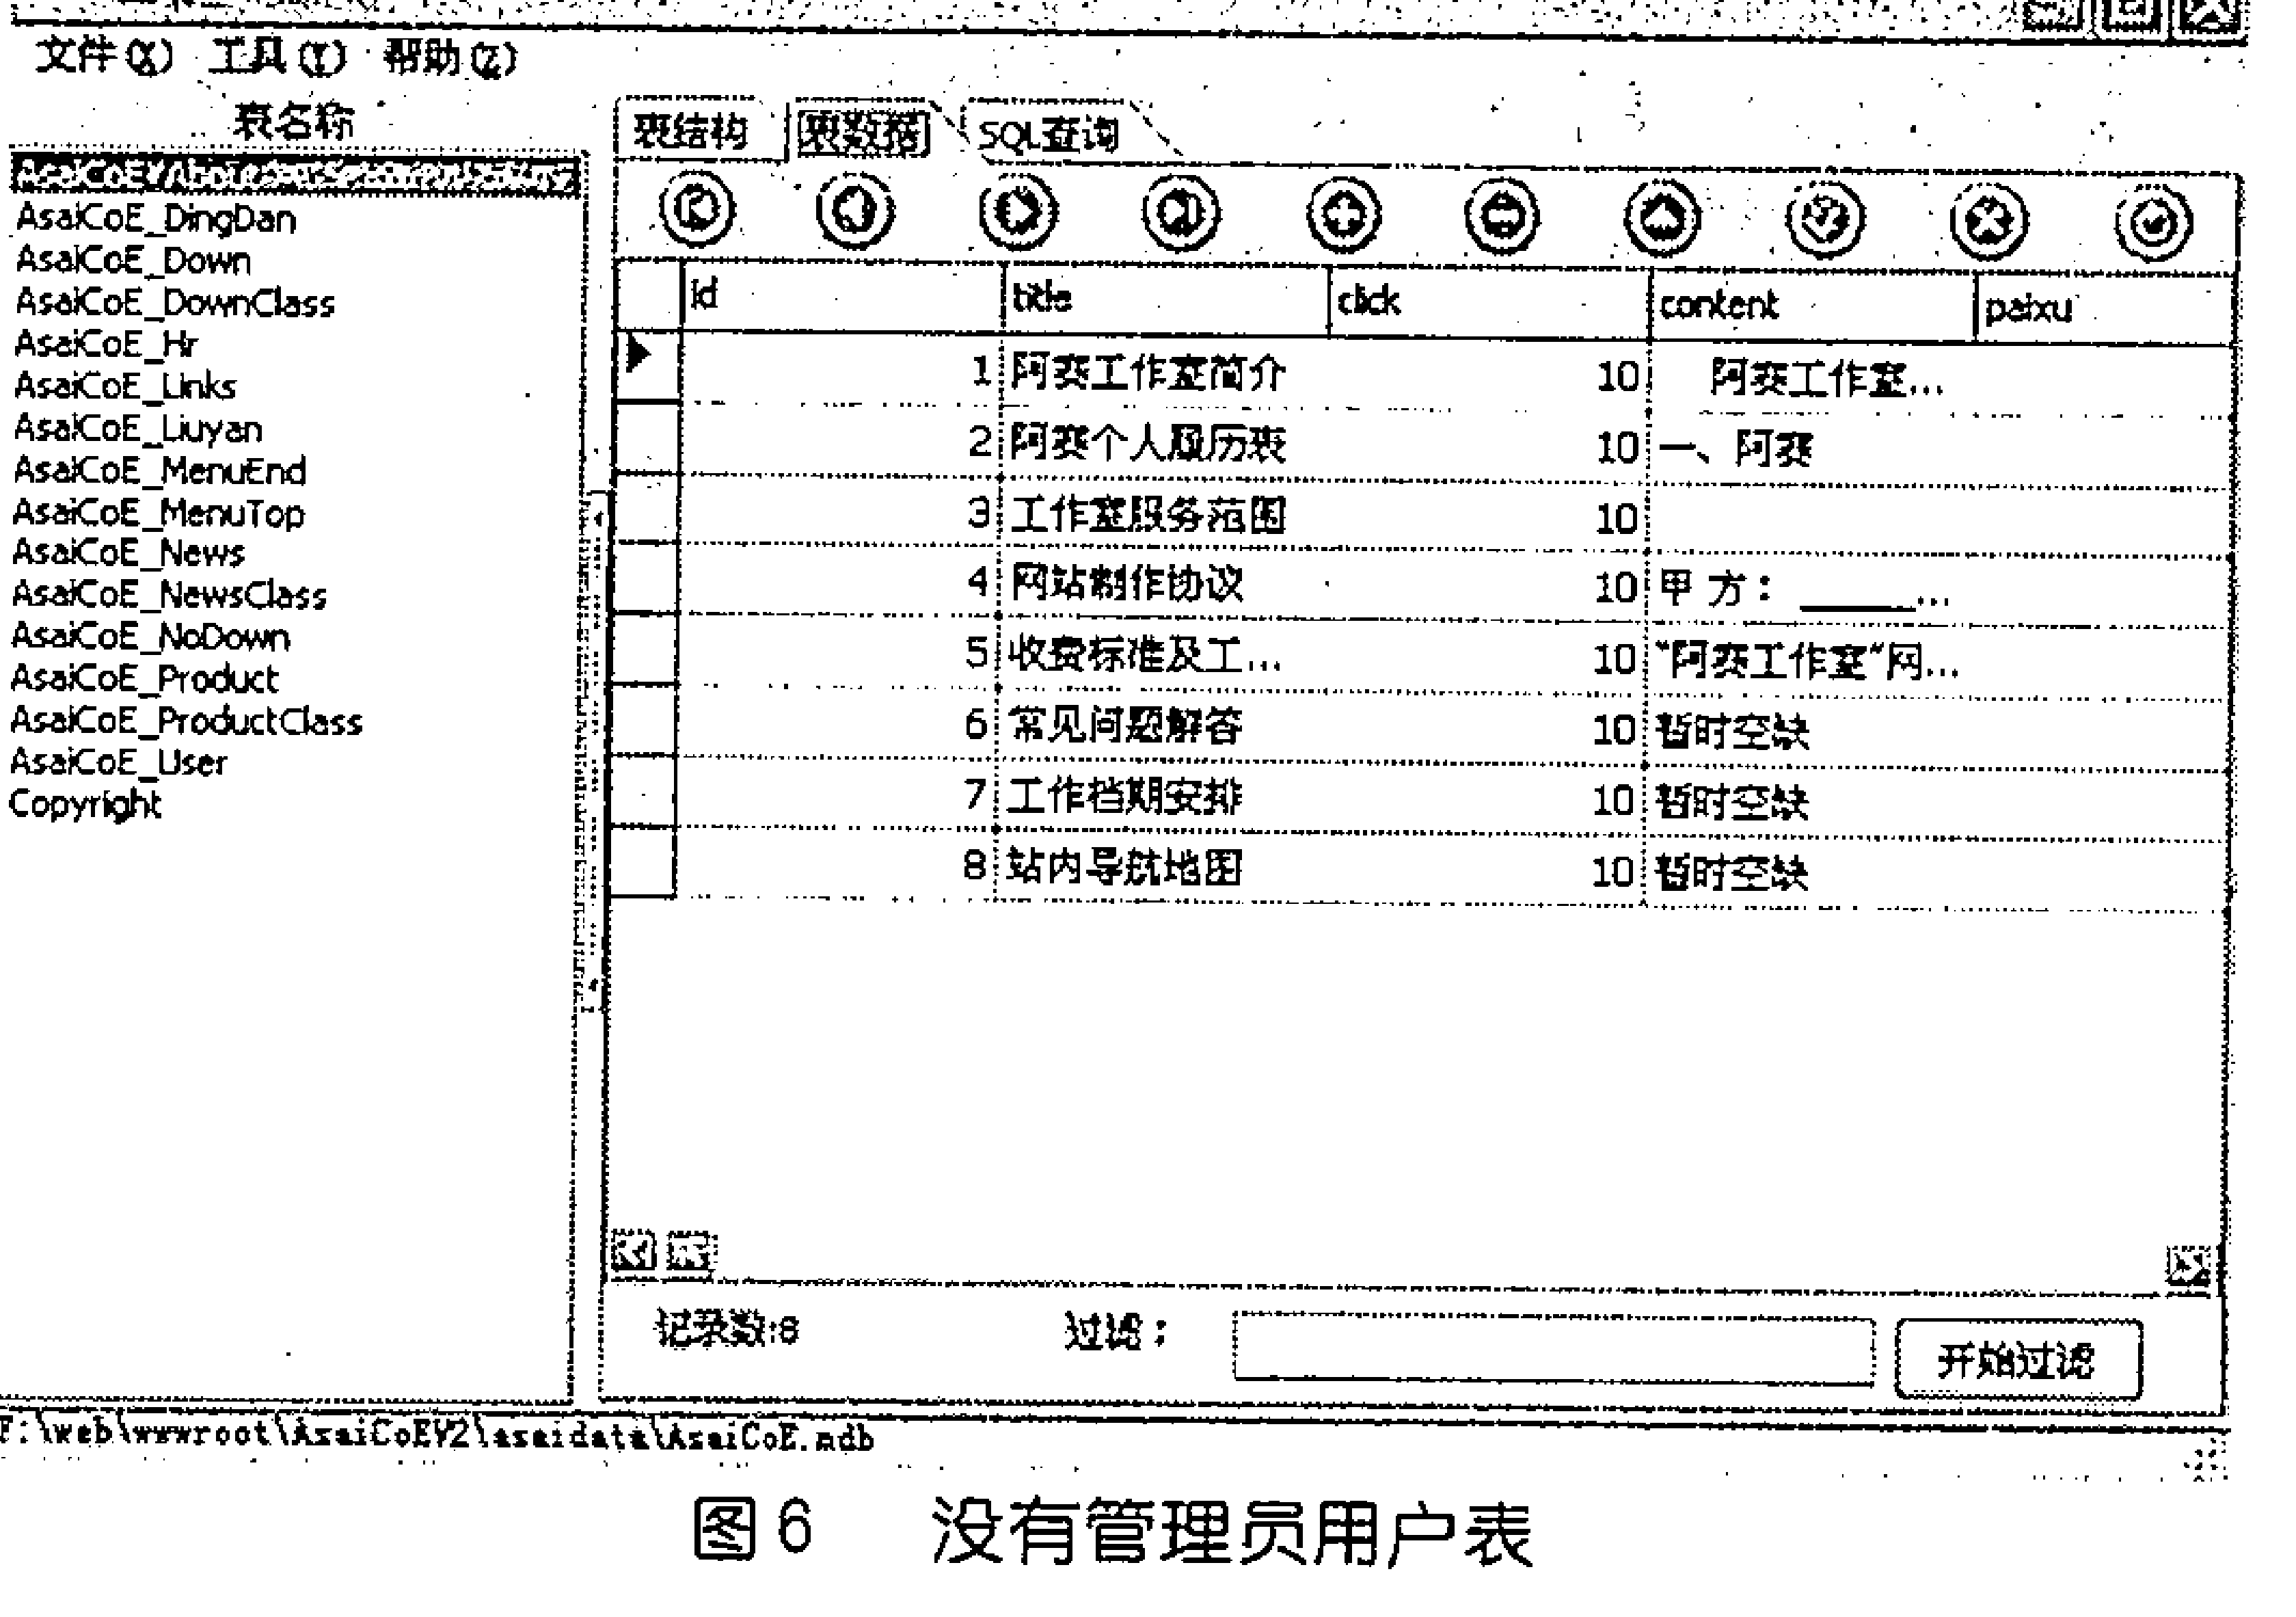 文件(X) 工具(Y) 帮助(Z)
表名称
表结构 表数据 SQL查询
AsaiCoE_DingDan
AsaiCoE_Down
AsaiCoE_DownClass
AsaiCoE_Hr
AsaiCoE_Links
AsaiCoE_Liuyan
AsaiCoE_MenuEnd
AsaiCoE_MenuTop
AsaiCoE_News
AsaiCoE_NewsClass
AsaiCoE_NoDown
AsaiCoE_Product
AsaiCoE_ProductClass
AsaiCoE_User
Copyright
id title click content paixu
1 阿赛工作室简介 10 阿赛工作室...
2 阿赛个人履历表 10 一、阿赛
3 工作室服务范围 10
4 网站制作协议 10 甲 方： ______...
5 收费标准及工... 10 “阿赛工作室”网...
6 常见问题解答 10 暂时空缺
7 工作档期安排 10 暂时空缺
8 站内导航地图 10 暂时空缺
记录数:8 过滤： 开始过滤
F:\web\wwwroot\AsaiCoEV2\asaidata\AsaiCoE.mdb
图 6 没有管理员用户表